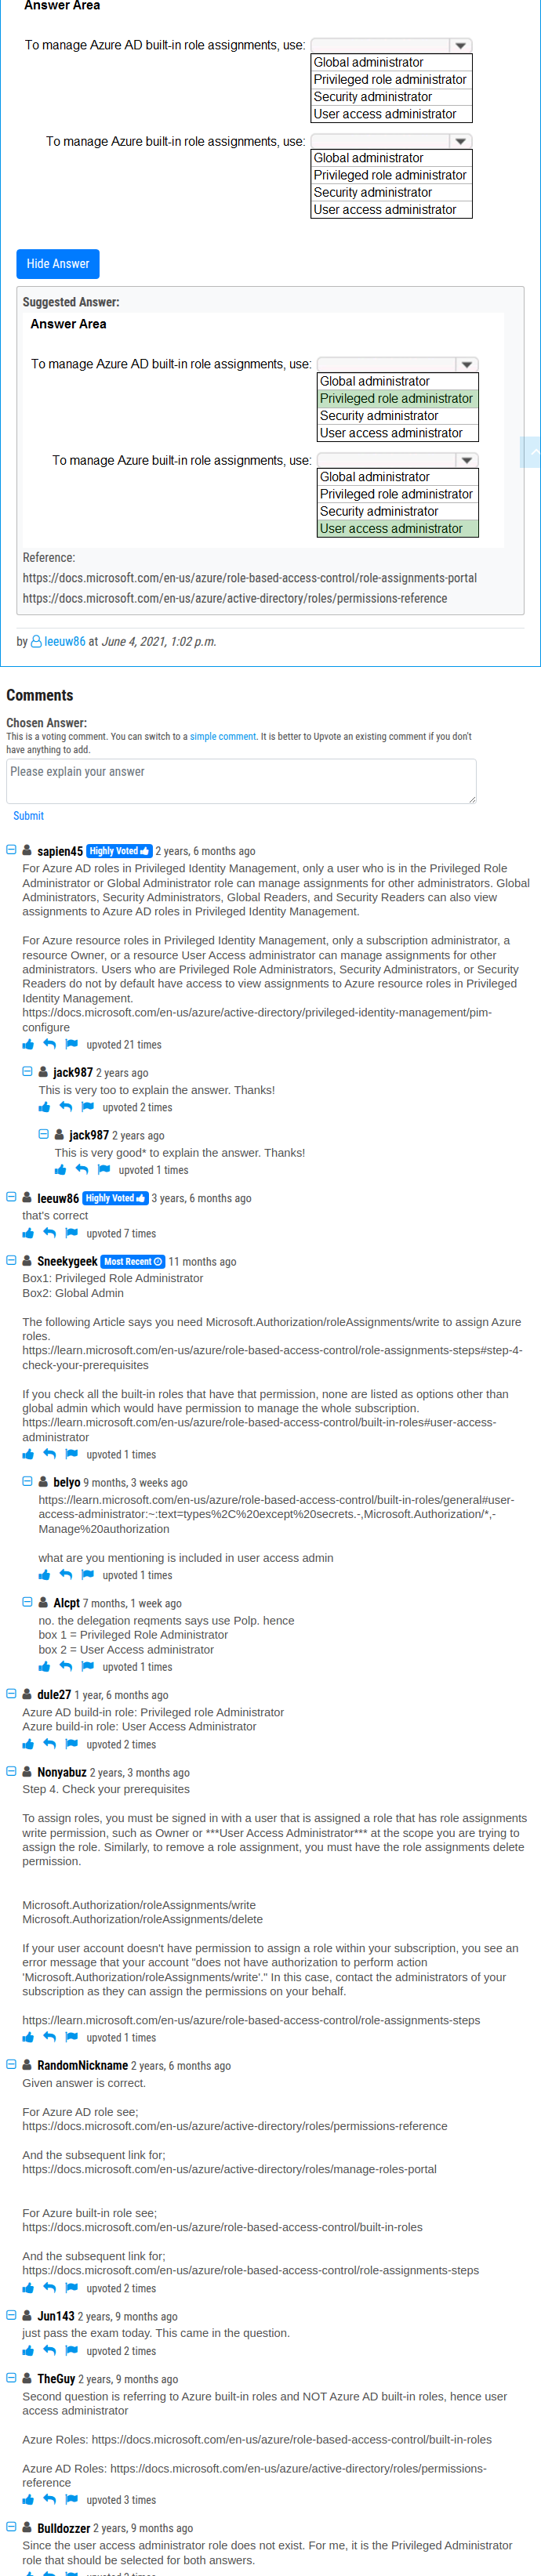 Answer Area
To manage Azure AD built-in role assignments, use:
Global administrator
Privileged role administrator
Security administrator
User access administrator
To manage Azure built-in role assignments, use:
Global administrator
Privileged role administrator
Security administrator
User access administrator
Hide Answer
Suggested Answer:
Answer Area
To manage Azure AD built-in role assignments, use:
Global administrator
Privileged role administrator
Security administrator
User access administrator
To manage Azure built-in role assignments, use:
Global administrator
Privileged role administrator
Security administrator
User access administrator
Reference:
https://docs.microsoft.com/en-us/azure/role-based-access-control/role-assignments-portal
https://docs.microsoft.com/en-us/azure/active-directory/roles/permissions-reference
by leeuw86 at June 4, 2021, 1:02 p.m.
Comments
Chosen Answer:
This is a voting comment. You can switch to a simple comment. It is better to Upvote an existing comment if you don't
have anything to add.
Please explain your answer
Submit
sapien45 Highly Voted 2 years, 6 months ago
For Azure AD roles in Privileged Identity Management, only a user who is in the Privileged Role
Administrator or Global Administrator role can manage assignments for other administrators. Global
Administrators, Security Administrators, Global Readers, and Security Readers can also view
assignments to Azure AD roles in Privileged Identity Management.
For Azure resource roles in Privileged Identity Management, only a subscription administrator, a
resource Owner, or a resource User Access administrator can manage assignments for other
administrators. Users who are Privileged Role Administrators, Security Administrators, or Security
Readers do not by default have access to view assignments to Azure resource roles in Privileged
Identity Management.
https://docs.microsoft.com/en-us/azure/active-directory/privileged-identity-management/pim-
configure
upvoted 21 times
jack987 2 years ago
This is very too to explain the answer. Thanks!
upvoted 2 times
jack987 2 years ago
This is very good* to explain the answer. Thanks!
upvoted 1 times
leeuw86 Highly Voted 3 years, 6 months ago
that's correct
upvoted 7 times
Sneekygeek Most Recent 11 months ago
Box1: Privileged Role Administrator
Box2: Global Admin
The following Article says you need Microsoft.Authorization/roleAssignments/write to assign Azure
roles.
https://learn.microsoft.com/en-us/azure/role-based-access-control/role-assignments-steps#step-4-
check-your-prerequisites
If you check all the built-in roles that have that permission, none are listed as options other than
global admin which would have permission to manage the whole subscription.
https://learn.microsoft.com/en-us/azure/role-based-access-control/built-in-roles#user-access-
administrator
upvoted 1 times
belyo 9 months, 3 weeks ago
https://learn.microsoft.com/en-us/azure/role-based-access-control/built-in-roles/general#user-
access-administrator:~:text=types%2C%20except%20secrets.-,Microsoft.Authorization/*,-
Manage%20authorization
what are you mentioning is included in user access admin
upvoted 1 times
Alcpt 7 months, 1 week ago
no. the delegation reqments says use Polp. hence
box 1 = Privileged Role Administrator
box 2 = User Access administrator
upvoted 1 times
dule27 1 year, 6 months ago
Azure AD build-in role: Privileged role Administrator
Azure build-in role: User Access Administrator
upvoted 2 times
Nonyabuz 2 years, 3 months ago
Step 4. Check your prerequisites
To assign roles, you must be signed in with a user that is assigned a role that has role assignments
write permission, such as Owner or ***User Access Administrator*** at the scope you are trying to
assign the role. Similarly, to remove a role assignment, you must have the role assignments delete
permission.
Microsoft.Authorization/roleAssignments/write
Microsoft.Authorization/roleAssignments/delete
If your user account doesn't have permission to assign a role within your subscription, you see an
error message that your account "does not have authorization to perform action
'Microsoft.Authorization/roleAssignments/write'." In this case, contact the administrators of your
subscription as they can assign the permissions on your behalf.
https://learn.microsoft.com/en-us/azure/role-based-access-control/role-assignments-steps
upvoted 1 times
RandomNickname 2 years, 6 months ago
Given answer is correct.
For Azure AD role see;
https://docs.microsoft.com/en-us/azure/active-directory/roles/permissions-reference
And the subsequent link for;
https://docs.microsoft.com/en-us/azure/active-directory/roles/manage-roles-portal
For Azure built-in role see;
https://docs.microsoft.com/en-us/azure/role-based-access-control/built-in-roles
And the subsequent link for;
https://docs.microsoft.com/en-us/azure/role-based-access-control/role-assignments-steps
upvoted 2 times
Jun143 2 years, 9 months ago
just pass the exam today. This came in the question.
upvoted 2 times
TheGuy 2 years, 9 months ago
Second question is referring to Azure built-in roles and NOT Azure AD built-in roles, hence user
access administrator
Azure Roles: https://docs.microsoft.com/en-us/azure/role-based-access-control/built-in-roles
Azure AD Roles: https://docs.microsoft.com/en-us/azure/active-directory/roles/permissions-
reference
upvoted 3 times
Bulldozzer 2 years, 9 months ago
Since the user access administrator role does not exist. For me, it is the Privileged Administrator
role that should be selected for both answers.